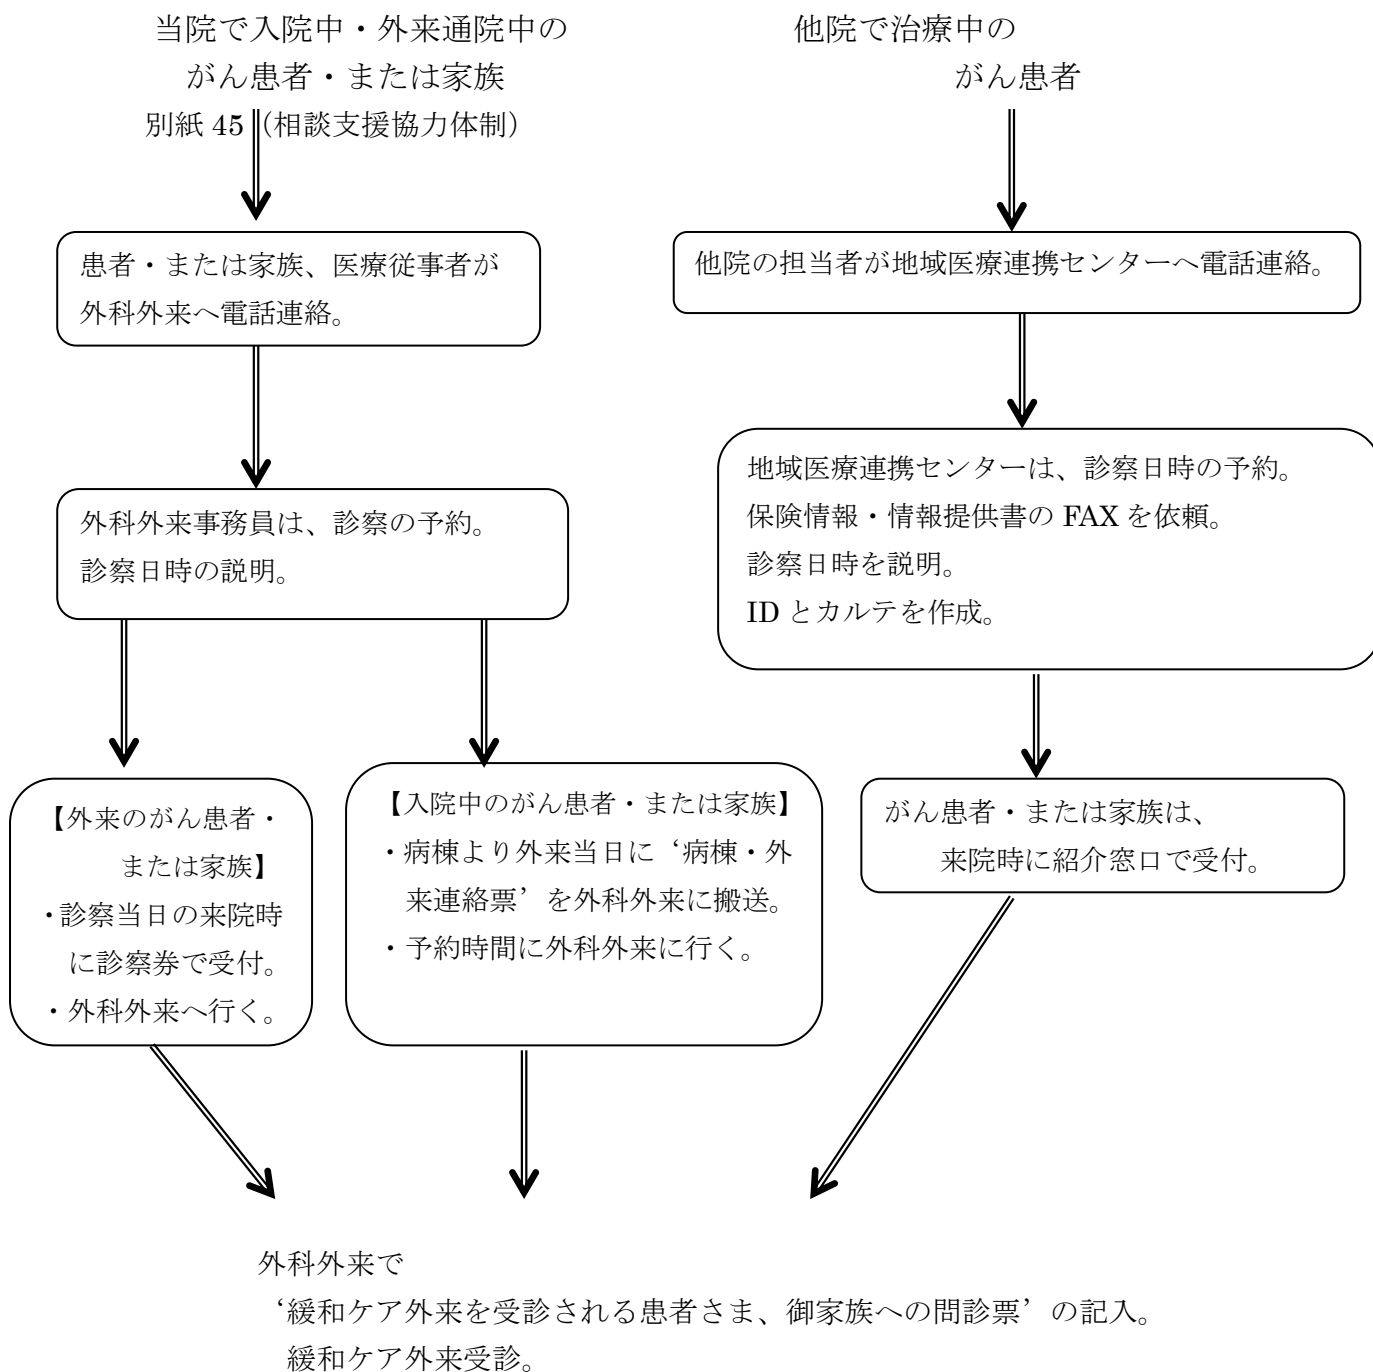 当院で入院中・外来通院中の
がん患者・または家族
別紙 45（相談支援協力体制）
患者・または家族、医療従事者が
外科外来へ電話連絡。
外科外来事務員は、診察の予約。
診察日時の説明。
【外来のがん患者・
または家族】
・診察当日の来院時
に診察券で受付。
・外科外来へ行く。
【入院中のがん患者・または家族】
・病棟より外来当日に‘病棟・外
来連絡票’を外科外来に搬送。
・予約時間に外科外来に行く。
他院で治療中の
がん患者
他院の担当者が地域医療連携センターへ電話連絡。
地域医療連携センターは、診察日時の予約。
保険情報・情報提供書の FAX を依頼。
診察日時を説明。
ID とカルテを作成。
がん患者・または家族は、
来院時に紹介窓口で受付。
外科外来で
‘緩和ケア外来を受診される患者さま、御家族への問診票’の記入。
緩和ケア外来受診。